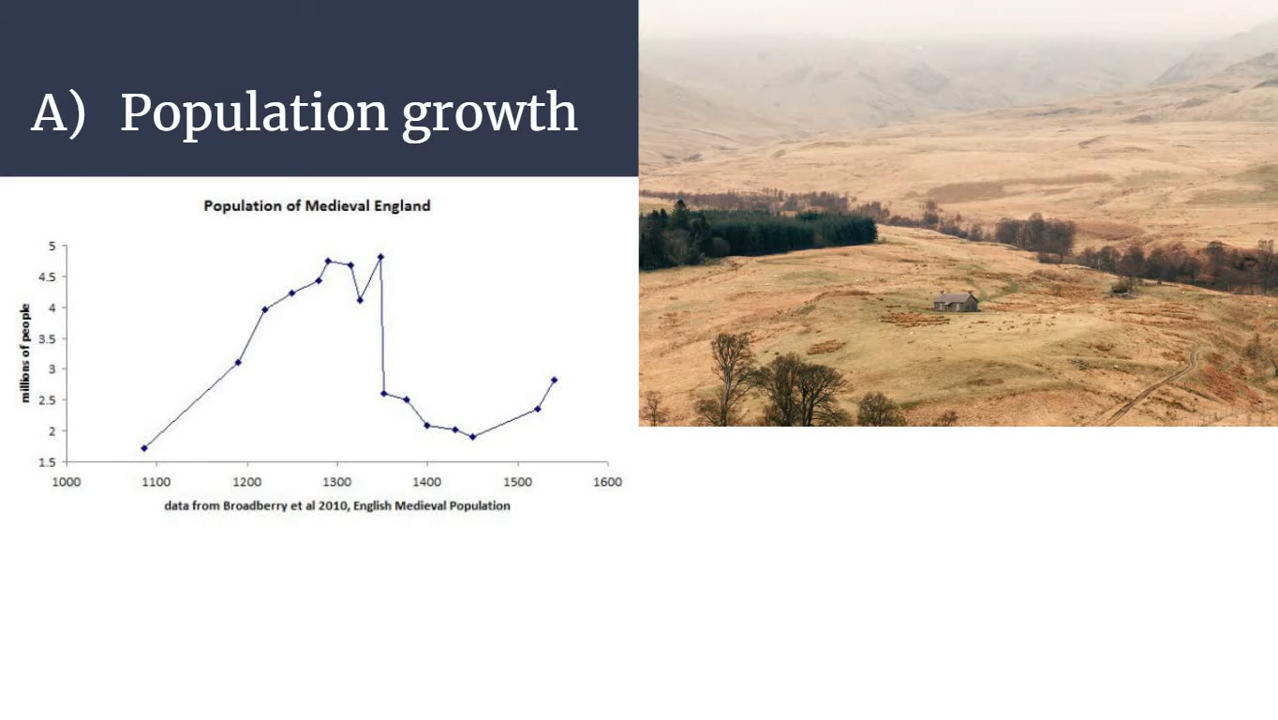 A) Population growth
Population of Medieval England
millions of people
5
4.5
4
3.5
3
2.5
2
1.5
1000 1100 1200 1300 1400 1500 1600
data from Broadberry et al 2010, English Medieval Population